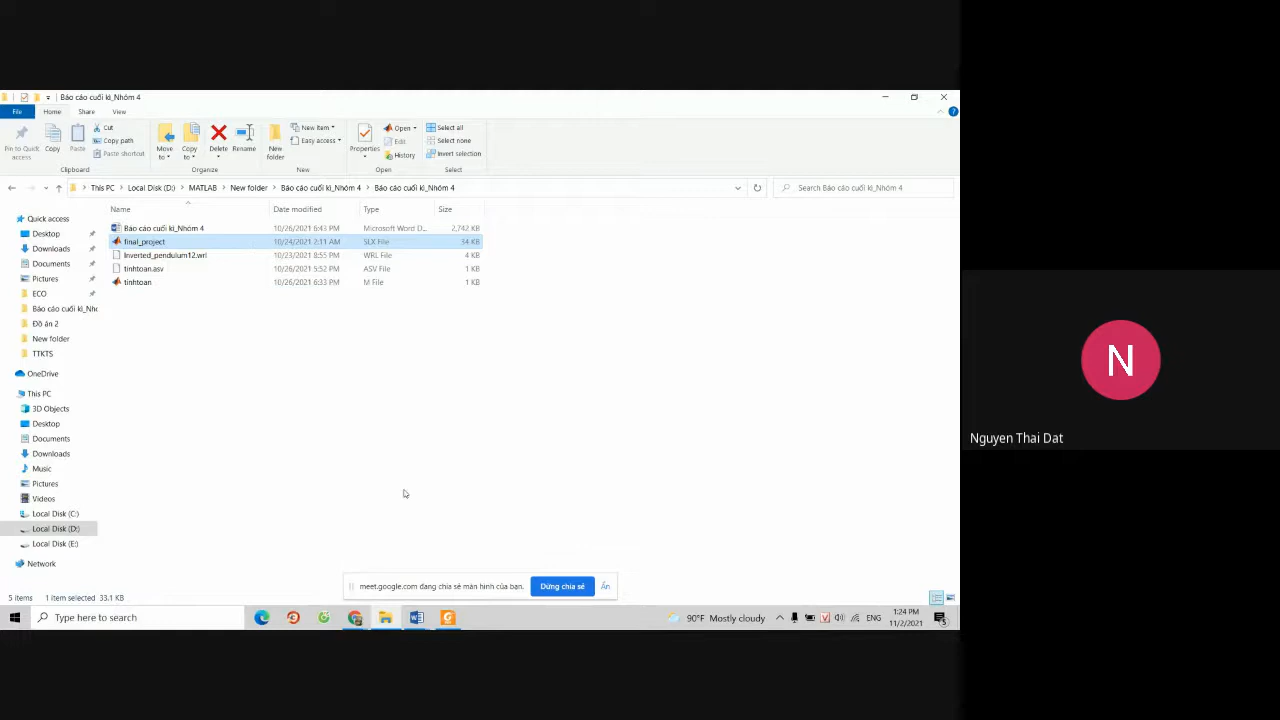 Báo cáo cuối kì_Nhóm 4
File Home Share View
Pin to Quick access
Copy
Paste
Cut
Copy path
Paste shortcut
Clipboard
Move to
Copy to
Delete
Rename
Organize
New folder
New item
Easy access
New
Properties
Open
Edit
History
Open
Select all
Select none
Invert selection
Select
This PC > Local Disk (D:) > MATLAB > New folder > Báo cáo cuối kì_Nhóm 4 > Báo cáo cuối kì_Nhóm 4
Search Báo cáo cuối kì_Nhóm 4
Name Date modified Type Size
Báo cáo cuối kì_Nhóm 4 10/26/2021 6:43 PM Microsoft Word D... 2,742 KB
final_project 10/24/2021 2:11 AM SLX File 34 KB
Inverted_pendulum12.wrl 10/23/2021 8:55 PM WRL File 4 KB
tinhtoan.asv 10/26/2021 5:52 PM ASV File 1 KB
tinhtoan 10/26/2021 6:33 PM M File 1 KB
Quick access
Desktop
Downloads
Documents
Pictures
ECO
Báo cáo cuối kì_Nhó
Đồ án 2
New folder
TTKTS
OneDrive
This PC
3D Objects
Desktop
Documents
Downloads
Music
Pictures
Videos
Local Disk (C:)
Local Disk (D:)
Local Disk (E:)
Network
meet.google.com đang chia sẻ màn hình của bạn. Dừng chia sẻ Ẩn
5 items 1 item selected 33.1 KB
Type here to search
90°F Mostly cloudy
ENG
1:24 PM
11/2/2021
5
N
Nguyen Thai Dat